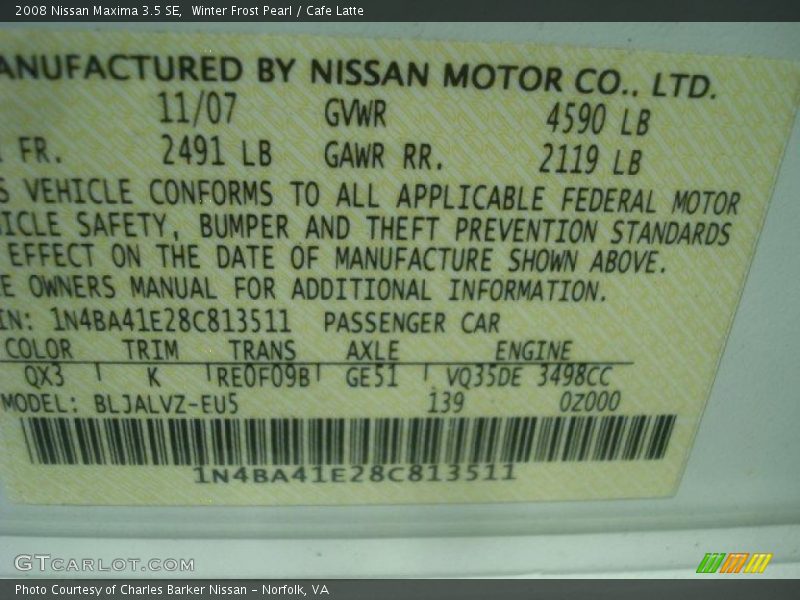 2008 Nissan Maxima 3.5 SE,  Winter Frost Pearl / Cafe Latte
ANUFACTURED BY NISSAN MOTOR CO., LTD.
11/07 GVWR 4590 LB
FR. 2491 LB GAWR RR. 2119 LB
S VEHICLE CONFORMS TO ALL APPLICABLE FEDERAL MOTOR
ICLE SAFETY, BUMPER AND THEFT PREVENTION STANDARDS
EFFECT ON THE DATE OF MANUFACTURE SHOWN ABOVE.
E OWNERS MANUAL FOR ADDITIONAL INFORMATION.
IN: 1N4BA41E28C813511 PASSENGER CAR
COLOR TRIM TRANS AXLE ENGINE
QX3 K RE0F09B GE51 VQ35DE 3498CC
MODEL: BLJALVZ-EU5 139 0Z000
1N4BA41E28C813511
GTCARLOT.COM
Photo Courtesy of Charles Barker Nissan - Norfolk, VA